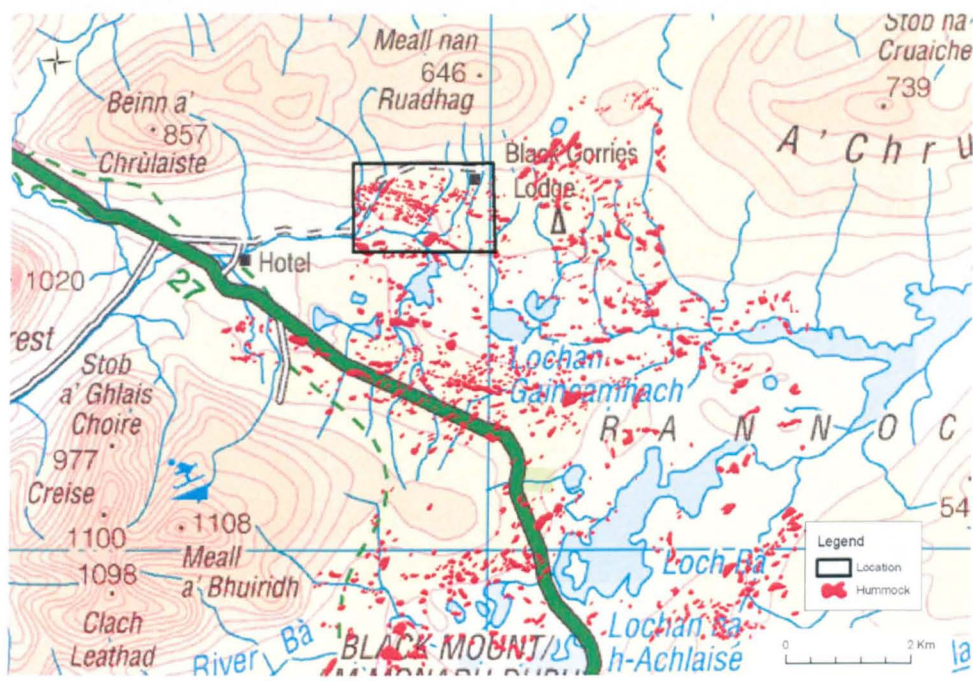 Meall nan
646
Ruadhag
Stob na
Cruaiche
739
Beinn a'
857
Chrùlaiste
A' Chru
Black Corries
Lodge
1020
27
Hotel
rest
Stob
a' Ghlais
Choire
977
Creise
1100
1098
Clach
Leathad
1108
Meall
a' Bhuiridh
Lochan
Gaineamhach
R A N N O C
54
Loch Bà
Lochan
h-Achlaise
River Bà
BLACK MOUNT/
Legend
Location
Hummock
0
2 Km